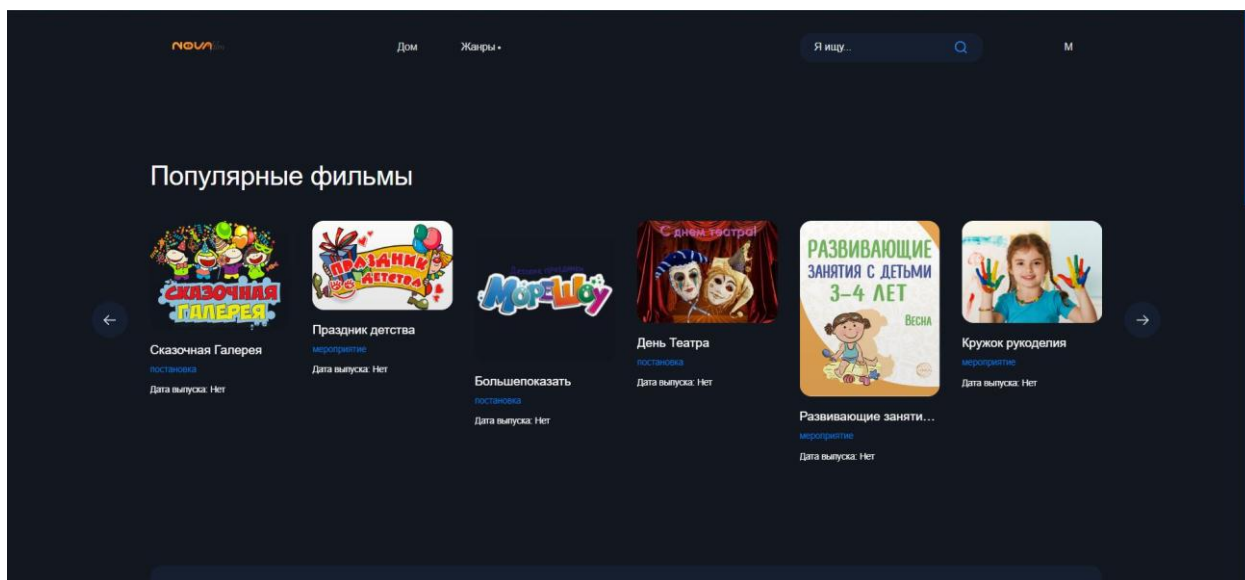 NOVA
Дом
Жанры
Я ищу...
М
Популярные фильмы
СКАЗОЧНАЯ
ГАЛЕРЕЯ
Сказочная Галерея
постановка
Дата выпуска: Нет
ПРАЗДНИК
ДЕТСТВА
Праздник детства
мероприятие
Дата выпуска: Нет
МореШоу
Большепоказать
постановка
Дата выпуска: Нет
С днем театра!
День Театра
постановка
Дата выпуска: Нет
РАЗВИВАЮЩИЕ
ЗАНЯТИЯ С ДЕТЬМИ
3–4 ЛЕТ
ВЕСНА
Развивающие заняти...
мероприятие
Дата выпуска: Нет
Кружок рукоделия
мероприятие
Дата выпуска: Нет